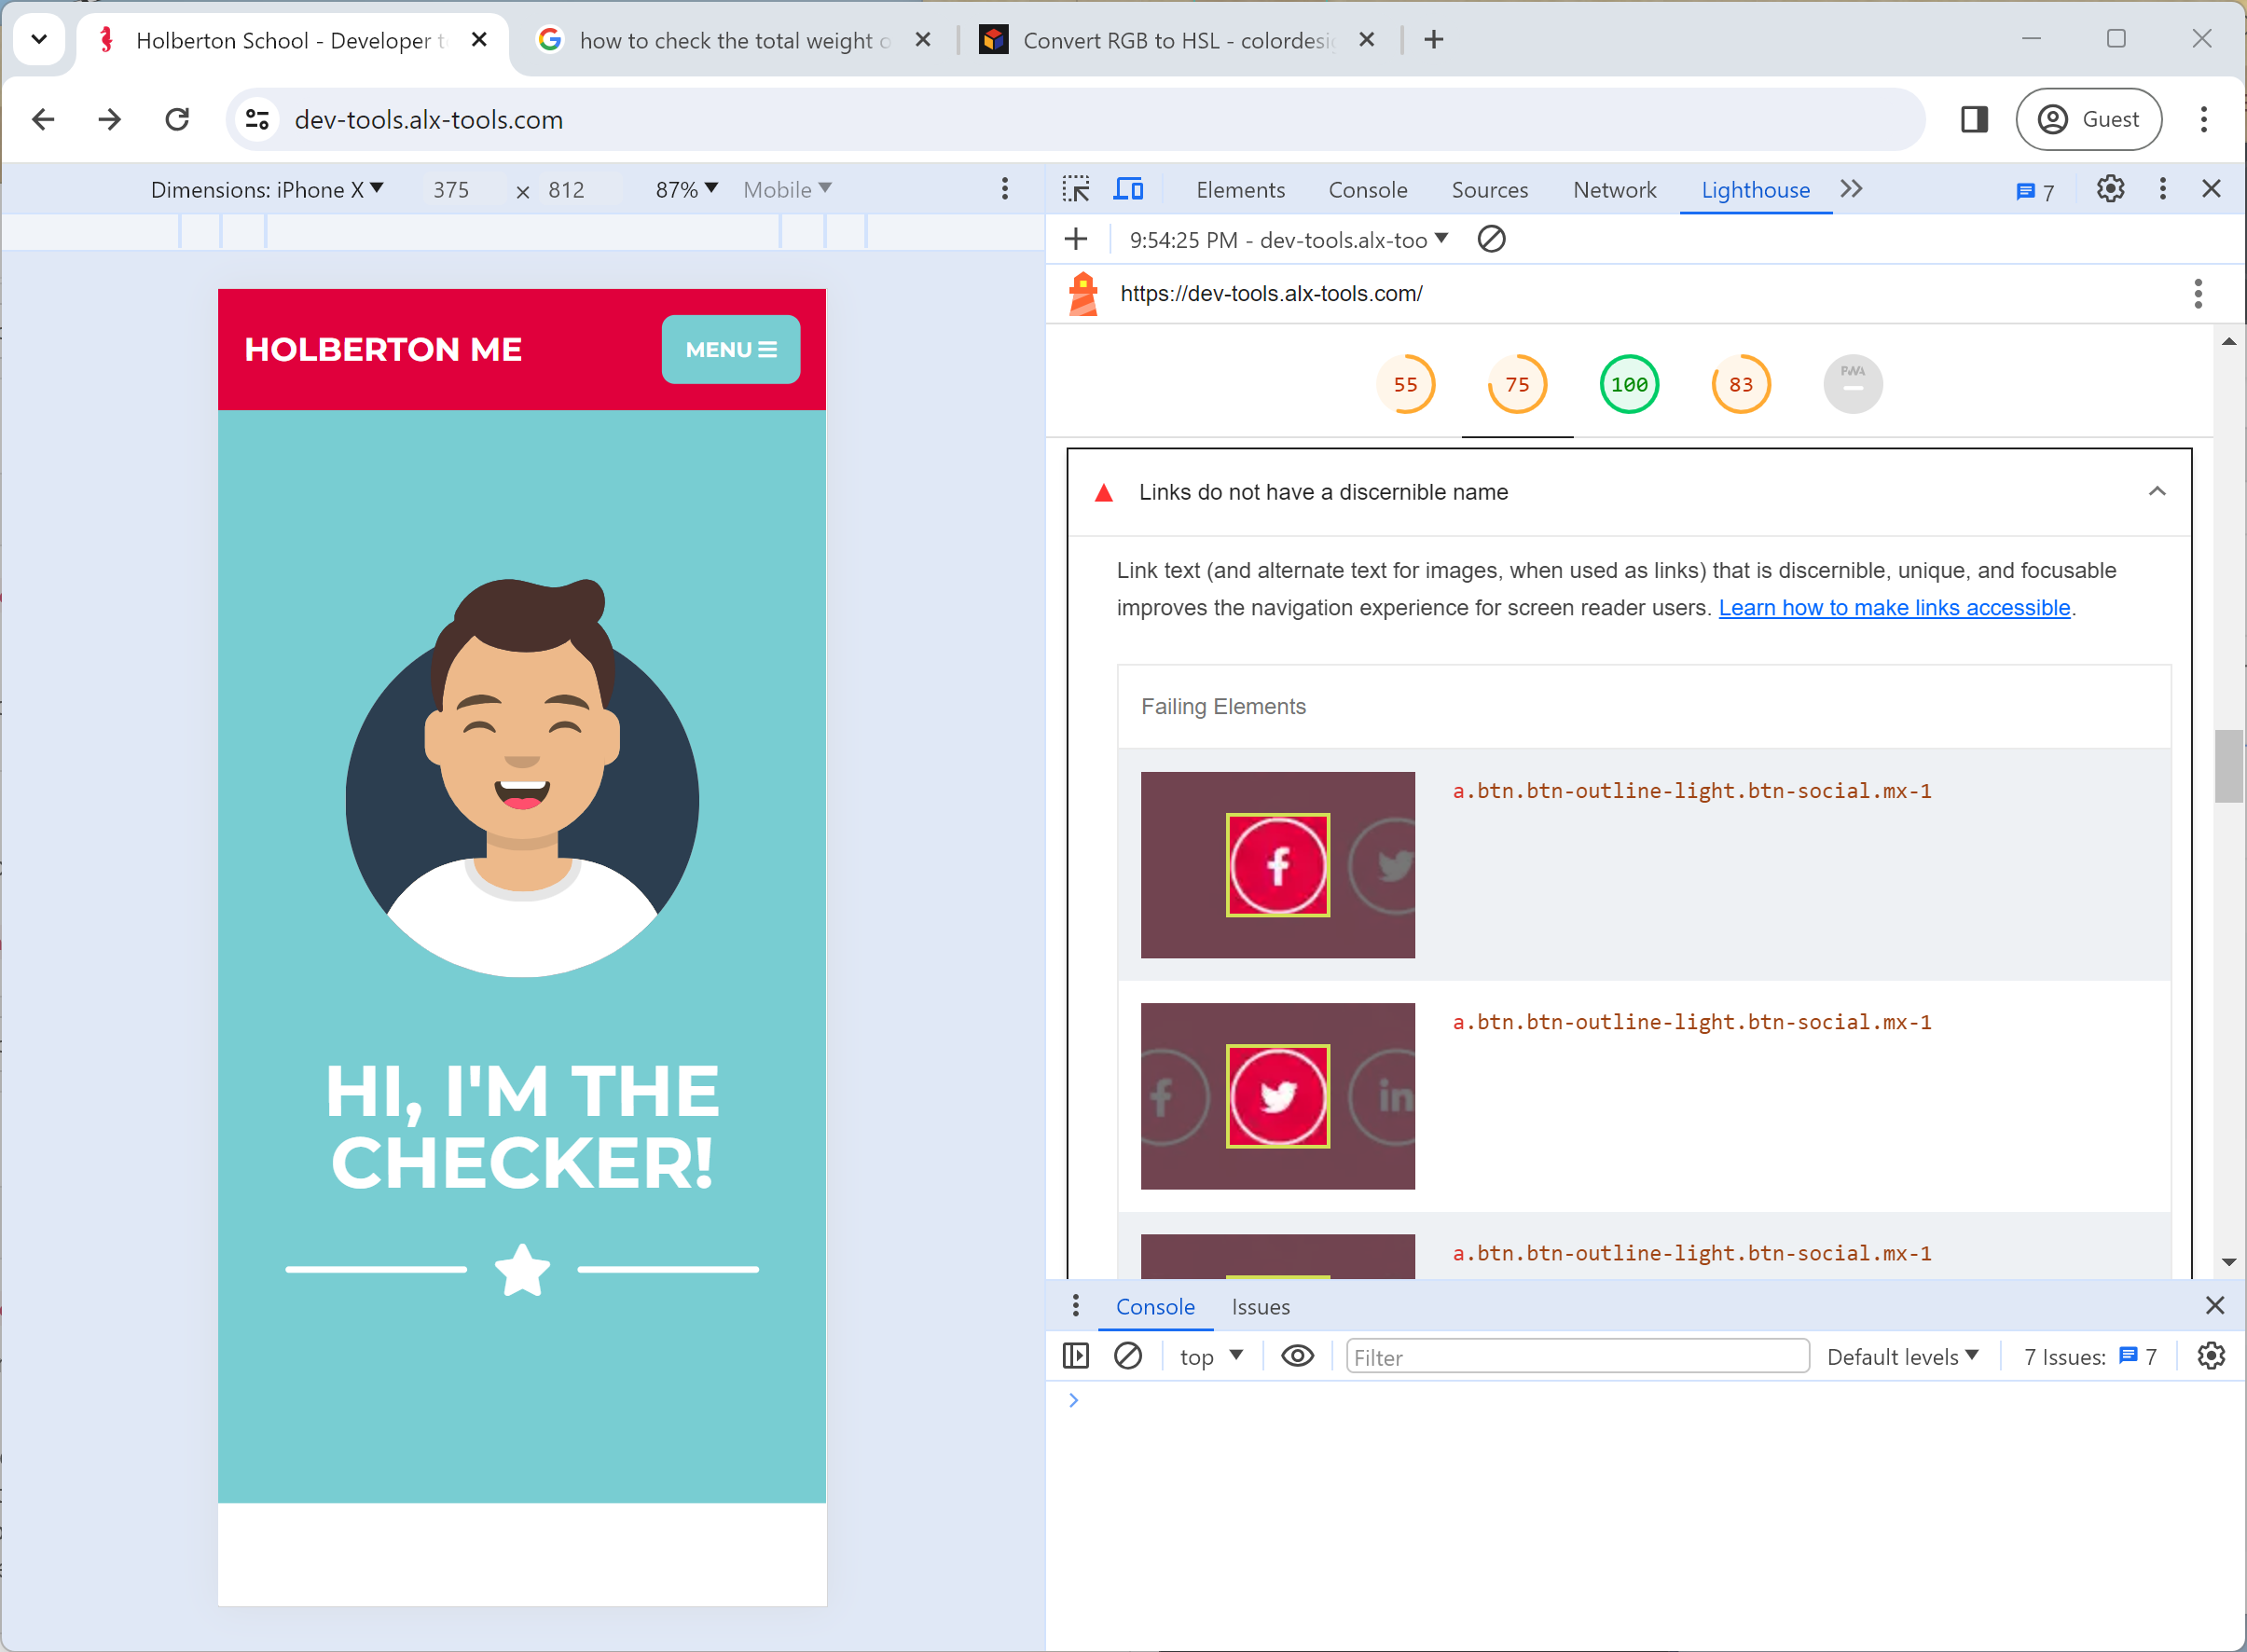 Holberton School - Developer t
how to check the total weight o
Convert RGB to HSL - colordesi
dev-tools.alx-tools.com
Guest
Dimensions: iPhone X
375 × 812
87%
Mobile
Elements
Console
Sources
Network
Lighthouse
7
9:54:25 PM - dev-tools.alx-too
https://dev-tools.alx-tools.com/
HOLBERTON ME
MENU
55
75
100
83
PWA
Links do not have a discernible name
Link text (and alternate text for images, when used as links) that is discernible, unique, and focusable
improves the navigation experience for screen reader users. Learn how to make links accessible.
Failing Elements
a.btn.btn-outline-light.btn-social.mx-1
f
a.btn.btn-outline-light.btn-social.mx-1
f
in
a.btn.btn-outline-light.btn-social.mx-1
HI, I'M THE
CHECKER!
Console
Issues
top
Filter
Default levels
7 Issues:
7